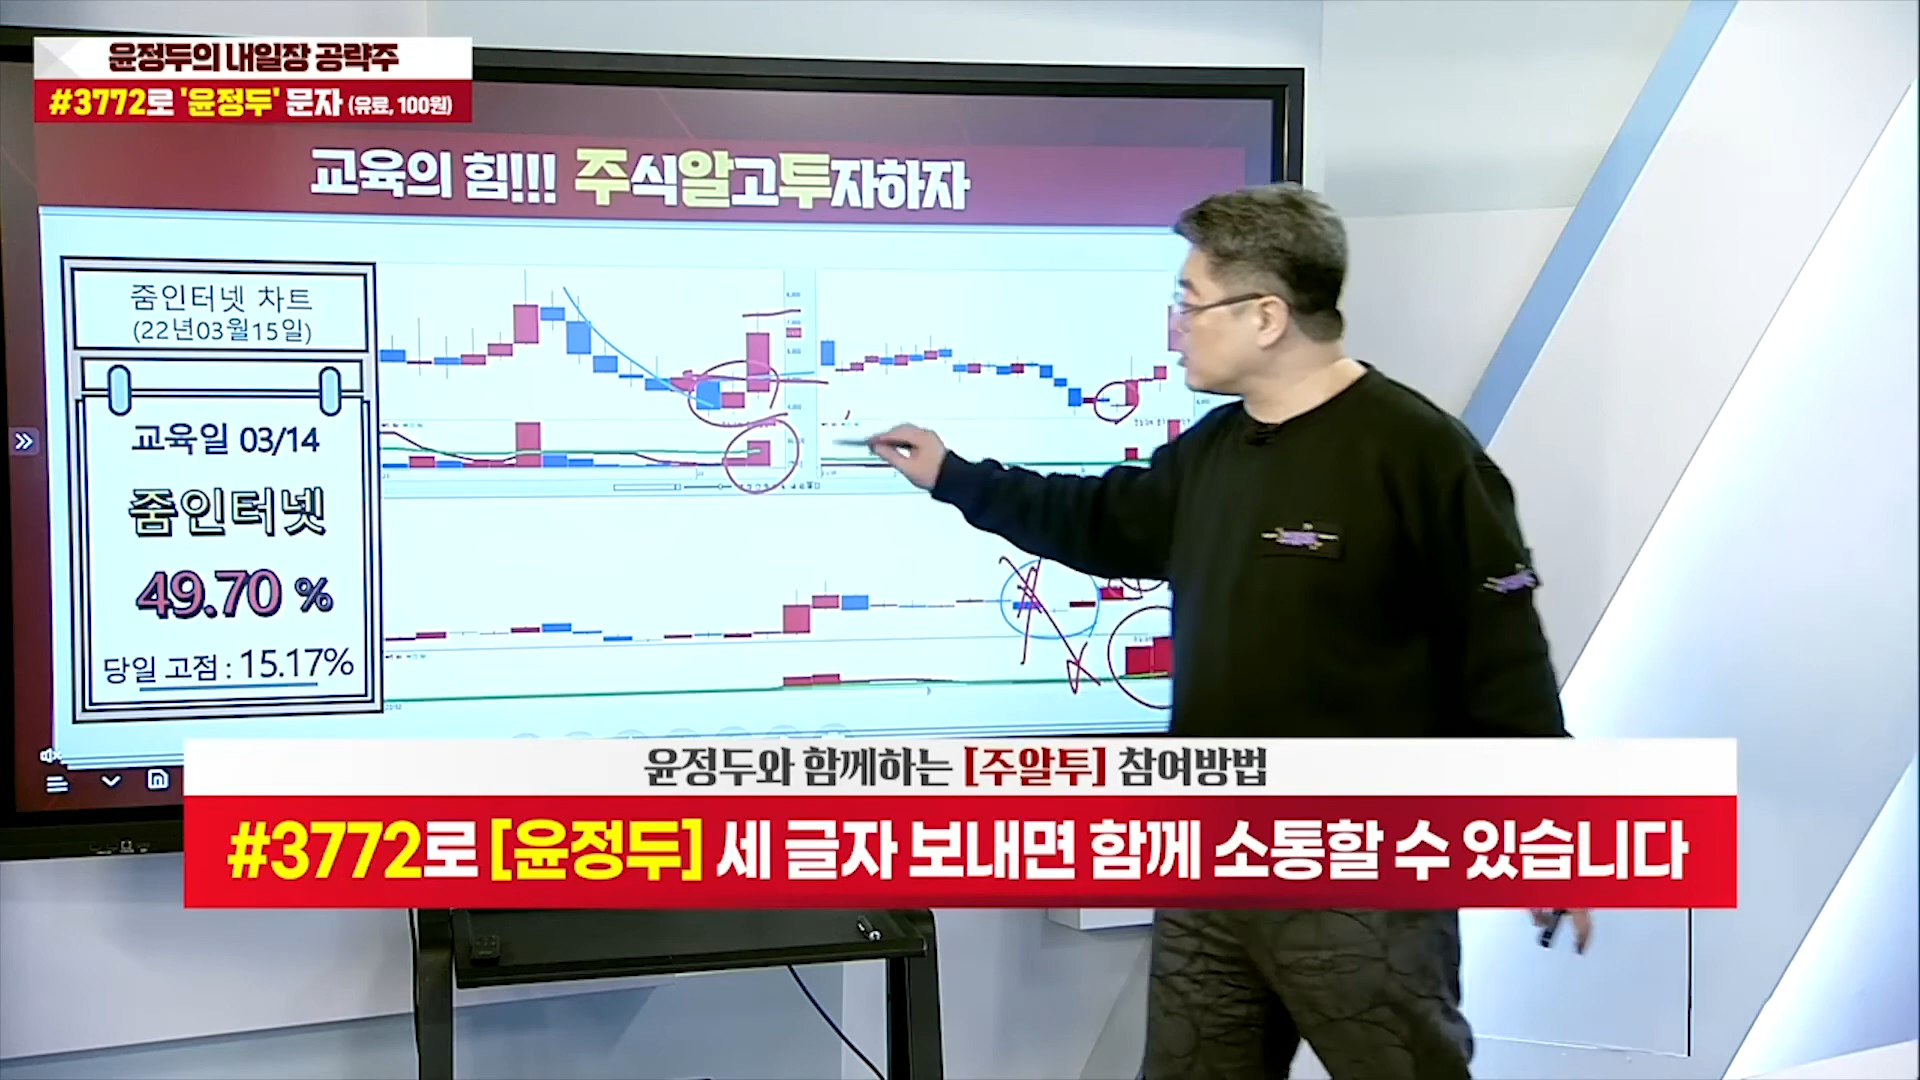 윤정두의 내일장 공략주
#3772로 '윤정두' 문자 (유료, 100원)
교육의 힘!!! 주식알고투자하자
줌인터넷 차트
(22년03월15일)
교육일 03/14
줌인터넷
49.70 %
당일 고점 : 15.17%
윤정두와 함께하는 [주알투] 참여방법
#3772로 [윤정두] 세 글자 보내면 함께 소통할 수 있습니다